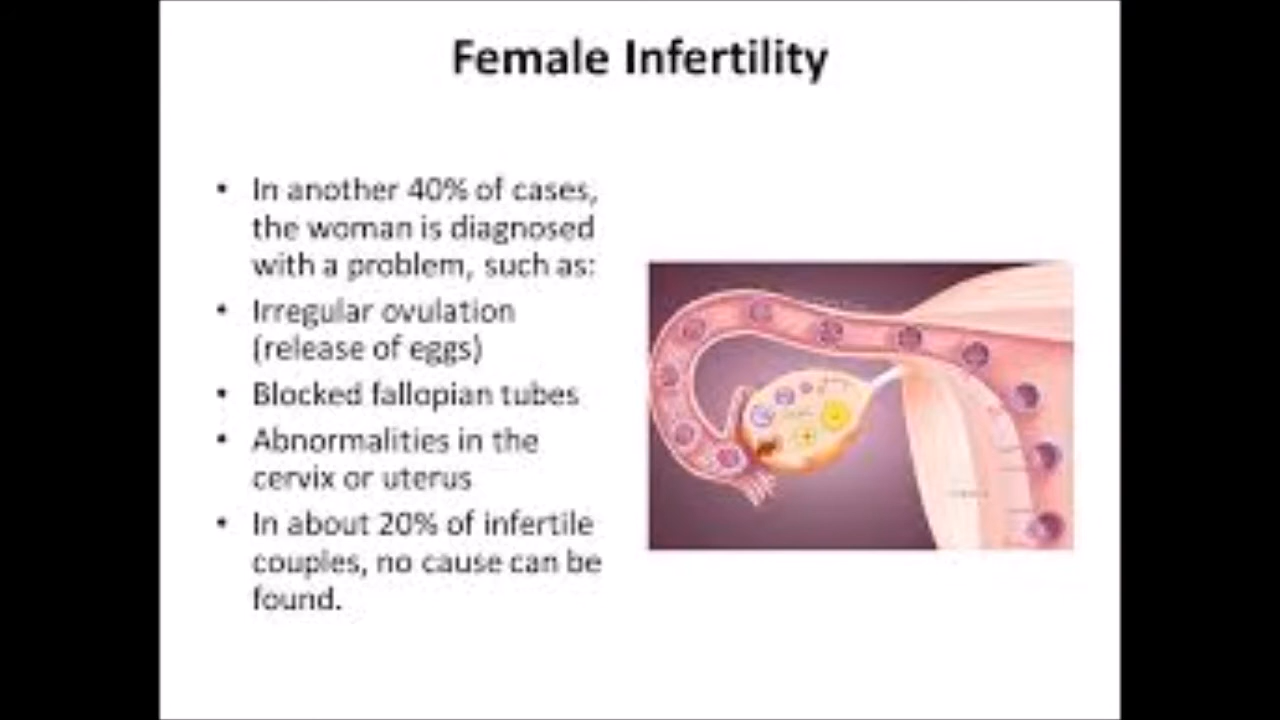 Female Infertility
• In another 40% of cases,
the woman is diagnosed
with a problem, such as:
• Irregular ovulation
(release of eggs)
• Blocked fallopian tubes
• Abnormalities in the
cervix or uterus
• In about 20% of infertile
couples, no cause can be
found.